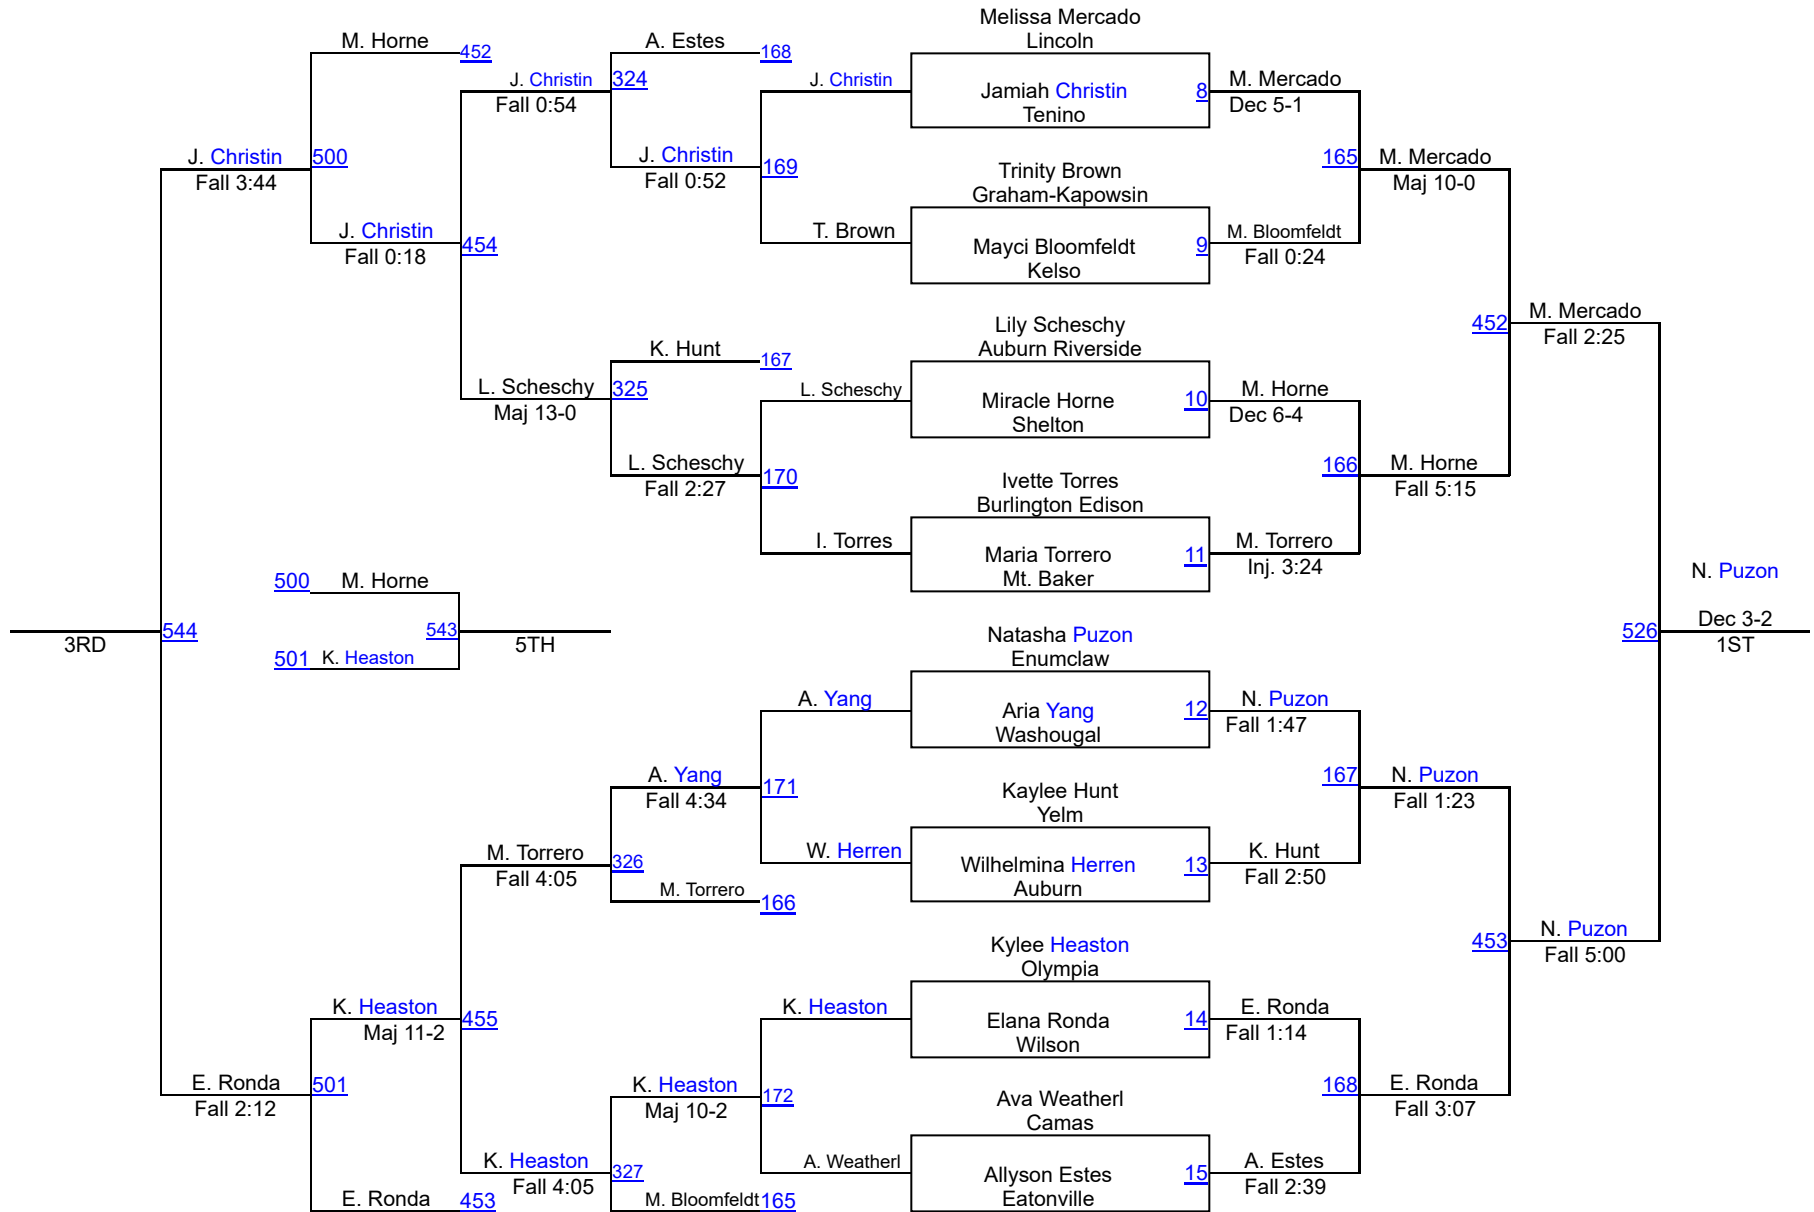 Melissa Mercado
Lincoln
M. Horne
452
A. Estes
168
J. Christin
Fall 0:54
324
J. Christin
Jamiah Christin
Tenino
8
M. Mercado
Dec 5-1
J. Christin
Fall 3:44
500
J. Christin
Fall 0:52
169
Trinity Brown
Graham-Kapowsin
165
M. Mercado
Maj 10-0
J. Christin
Fall 0:18
454
T. Brown
Mayci Bloomfeldt
Kelso
9
M. Bloomfeldt
Fall 0:24
Lily Scheschy
Auburn Riverside
452
M. Mercado
Fall 2:25
K. Hunt
167
L. Scheschy
Maj 13-0
325
L. Scheschy
Miracle Horne
Shelton
10
M. Horne
Dec 6-4
L. Scheschy
Fall 2:27
170
Ivette Torres
Burlington Edison
166
M. Horne
Fall 5:15
I. Torres
Maria Torrero
Mt. Baker
11
M. Torrero
Inj. 3:24
500
M. Horne
N. Puzon
Dec 3-2
1ST
526
3RD
544
543
5TH
501
K. Heaston
Natasha Puzon
Enumclaw
A. Yang
Aria Yang
Washougal
12
N. Puzon
Fall 1:47
A. Yang
Fall 4:34
171
Kaylee Hunt
Yelm
167
N. Puzon
Fall 1:23
M. Torrero
Fall 4:05
326
W. Herren
Wilhelmina Herren
Auburn
13
K. Hunt
Fall 2:50
M. Torrero
166
Kylee Heaston
Olympia
453
N. Puzon
Fall 5:00
K. Heaston
Maj 11-2
455
K. Heaston
Elana Ronda
Wilson
14
E. Ronda
Fall 1:14
E. Ronda
Fall 2:12
501
K. Heaston
Maj 10-2
172
Ava Weatherl
Camas
168
E. Ronda
Fall 3:07
K. Heaston
Fall 4:05
327
A. Weatherl
Allyson Estes
Eatonville
15
A. Estes
Fall 2:39
E. Ronda
453
M. Bloomfeldt
165